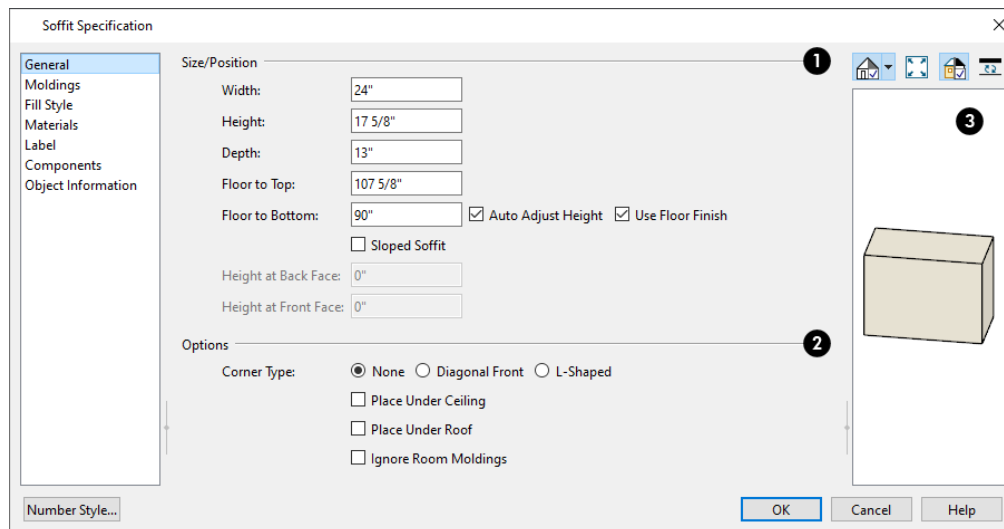 Soffit Specification
General
Moldings
Fill Style
Materials
Label
Components
Object Information
Size/Position 1
Width: 24"
Height: 17 5/8"
Depth: 13"
Floor to Top: 107 5/8"
Floor to Bottom: 90" Auto Adjust Height Use Floor Finish
Sloped Soffit
Height at Back Face: 0"
Height at Front Face: 0"
Options 2
Corner Type: None Diagonal Front L-Shaped
Place Under Ceiling
Place Under Roof
Ignore Room Moldings
3
Number Style... OK Cancel Help